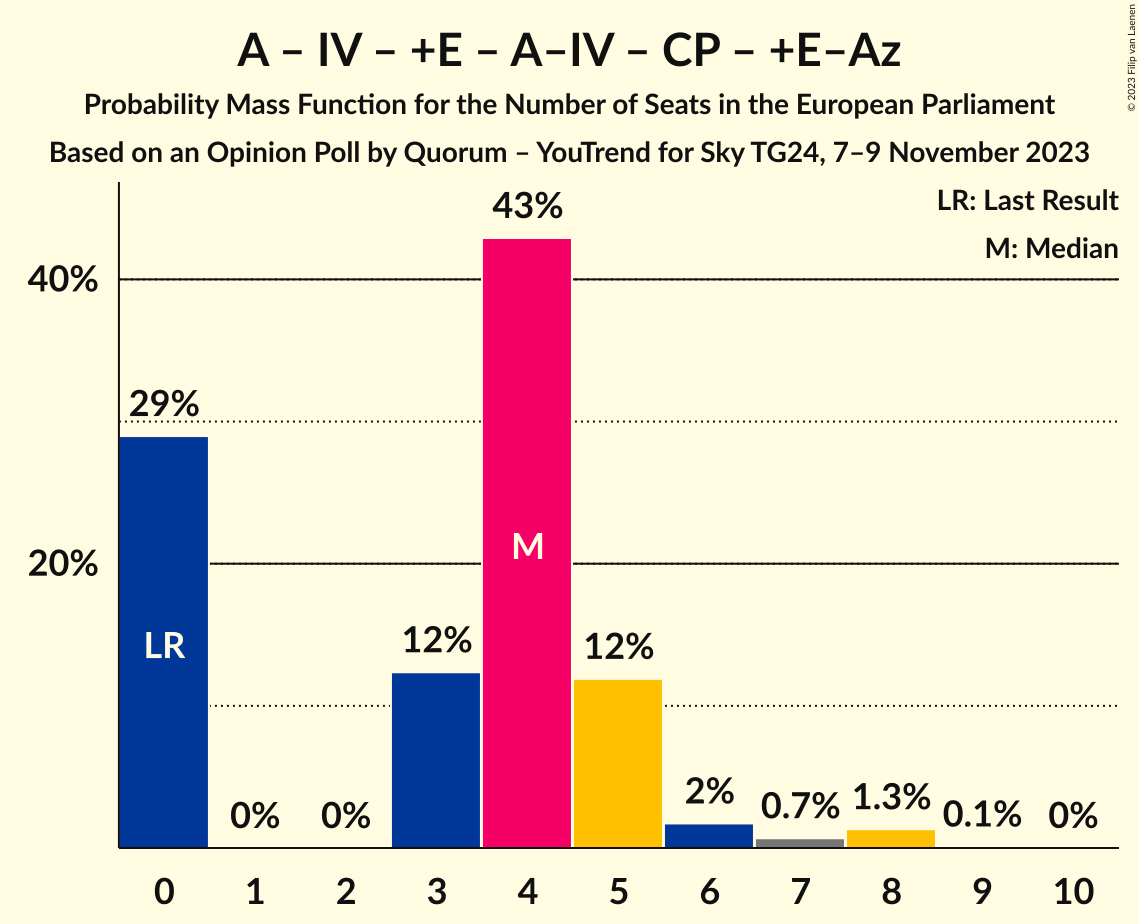 A – IV – +E – A–IV – CP – +E–Az
Probability Mass Function for the Number of Seats in the European Parliament
Based on an Opinion Poll by Quorum – YouTrend for Sky TG24, 7–9 November 2023
© 2023 Filip van Laenen
LR: Last Result
M: Median
40%
20%
29%
0%
0%
12%
43%
12%
2%
0.7%
1.3%
0.1%
0%
LR
M
0 1 2 3 4 5 6 7 8 9 10